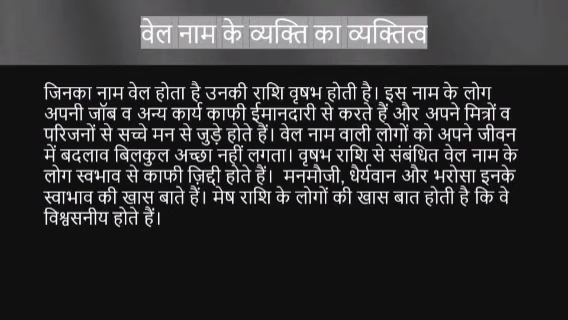 वेल नाम के व्यक्ति का व्यक्तित्व
जिनका नाम वेल होता है उनकी राशि वृषभ होती है। इस नाम के लोग
अपनी जॉब व अन्य कार्य काफी ईमानदारी से करते हैं और अपने मित्रों व
परिजनों से सच्चे मन से जुड़े होते हैं। वेल नाम वाली लोगों को अपने जीवन
में बदलाव बिलकुल अच्छा नहीं लगता। वृषभ राशि से संबंधित वेल नाम के
लोग स्वभाव से काफी ज़िद्दी होते हैं। मनमौजी, धैर्यवान और भरोसा इनके
स्वाभाव की खास बाते हैं। मेष राशि के लोगों की खास बात होती है कि वे
विश्वसनीय होते हैं।